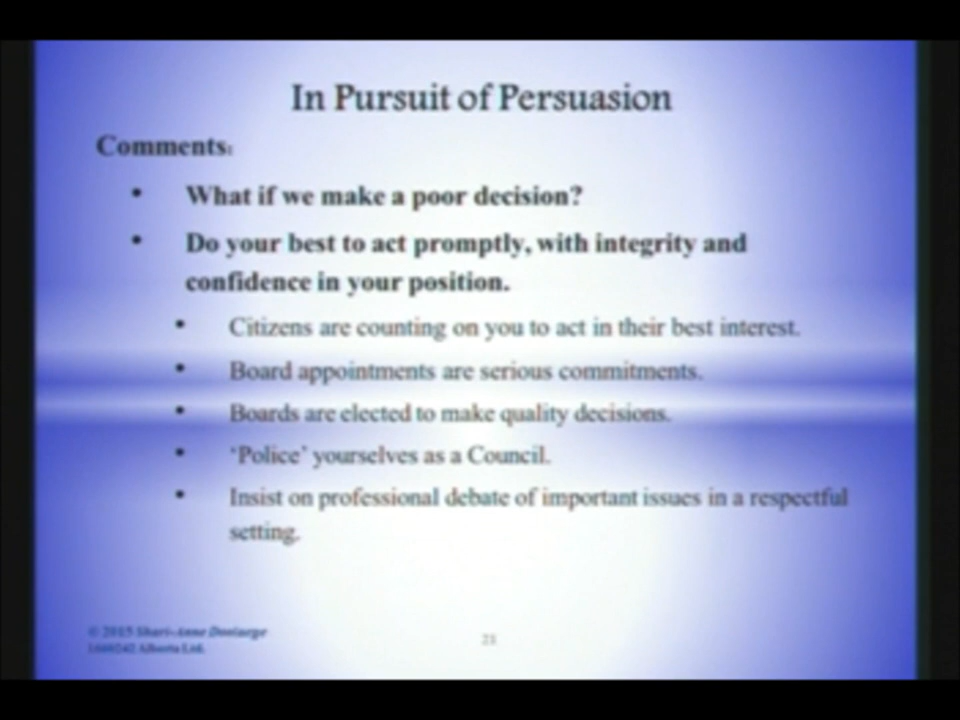 In Pursuit of Persuasion
Comments:
• What if we make a poor decision?
• Do your best to act promptly, with integrity and
confidence in your position.
• Citizens are counting on you to act in their best interest.
• Board appointments are serious commitments.
• Boards are elected to make quality decisions.
• ‘Police’ yourselves as a Council.
• Insist on professional debate of important issues in a respectful
setting.
© 2015 Shari-Anne
Alberta Ltd.
21